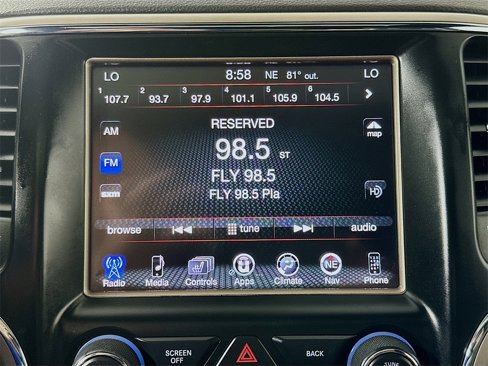 LO 8:58 NE 81° out. LO
1 107.7 2 93.7 3 97.9 4 101.1 5 105.9 6 104.5
AM
RESERVED
map
FM
98.5 ST
FLY 98.5
sxm
FLY 98.5 Pla
HD
browse tune audio
Radio Media Controls Apps Climate NE Nav Phone
SCREEN OFF
BACK
TUNE